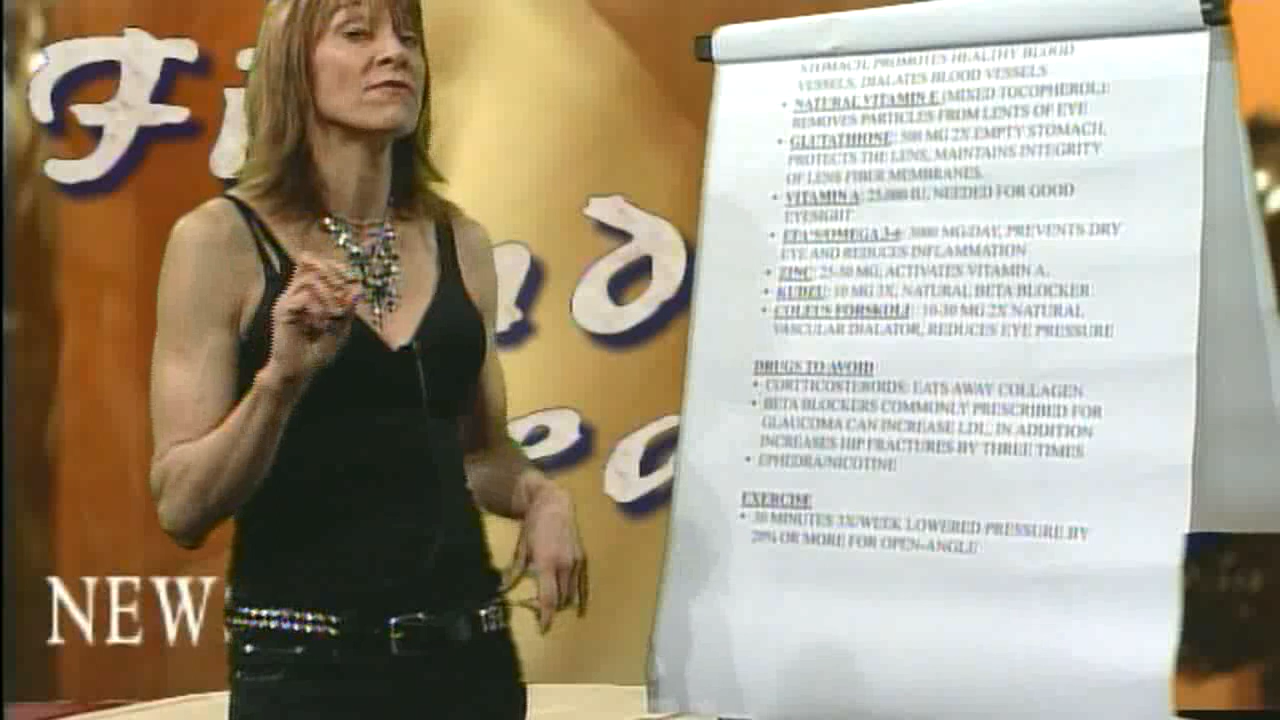 Fi
nd
eo
NEWS
STOMACH, PROMOTES HEALTHY BLOOD
VESSELS, DIALATES BLOOD VESSELS
• NATURAL VITAMIN E (MIXED TOCOPHEROL):
REMOVES PARTICLES FROM LENTS OF EYE
• GLUTATHIONE: 500 MG 2X EMPTY STOMACH,
PROTECTS THE LENS, MAINTAINS INTEGRITY
OF LENS FIBER MEMBRANES.
• VITAMIN A: 25,000 IU, NEEDED FOR GOOD
EYESIGHT
• EFA'S/OMEGA 3-6: 3000 MG/DAY, PREVENTS DRY
EYE AND REDUCES INFLAMMATION
• ZINC: 25-50 MG, ACTIVATES VITAMIN A.
• KUDZU: 10 MG 3X, NATURAL BETA BLOCKER
• COLEUS FORSKOLI: 10-30 MG 2X NATURAL
VASCULAR DIALATOR, REDUCES EYE PRESSURE
DRUGS TO AVOID
• CORTICOSTEROIDS: EATS AWAY COLLAGEN
• BETA BLOCKERS COMMONLY PRESCRIBED FOR
GLAUCOMA CAN INCREASE LDL, IN ADDITION
INCREASES HIP FRACTURES BY THREE TIMES
• EPHEDRA/NICOTINE
EXERCISE
• 30 MINUTES 3X/WEEK LOWERED PRESSURE BY
20% OR MORE FOR OPEN-ANGLE